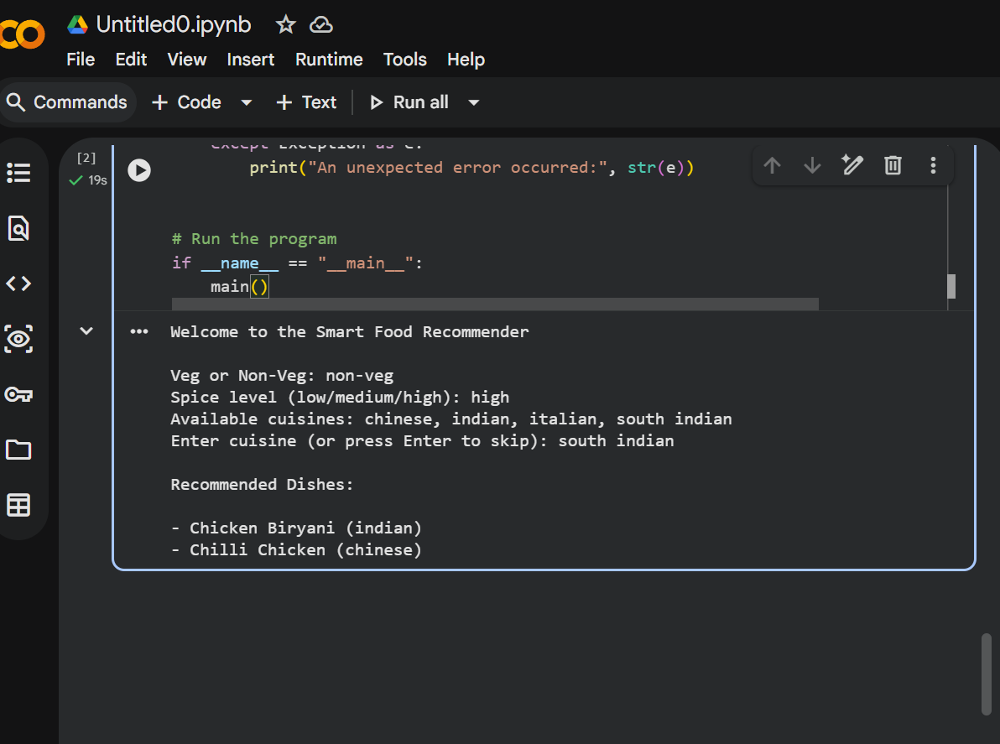 Untitled0.ipynb
File Edit View Insert Runtime Tools Help
Commands + Code + Text Run all
[2]
19s
except Exception as e:
print("An unexpected error occurred:", str(e))
# Run the program
if __name__ == "__main__":
main()
Welcome to the Smart Food Recommender
Veg or Non-Veg: non-veg
Spice level (low/medium/high): high
Available cuisines: chinese, indian, italian, south indian
Enter cuisine (or press Enter to skip): south indian
Recommended Dishes:
- Chicken Biryani (indian)
- Chilli Chicken (chinese)